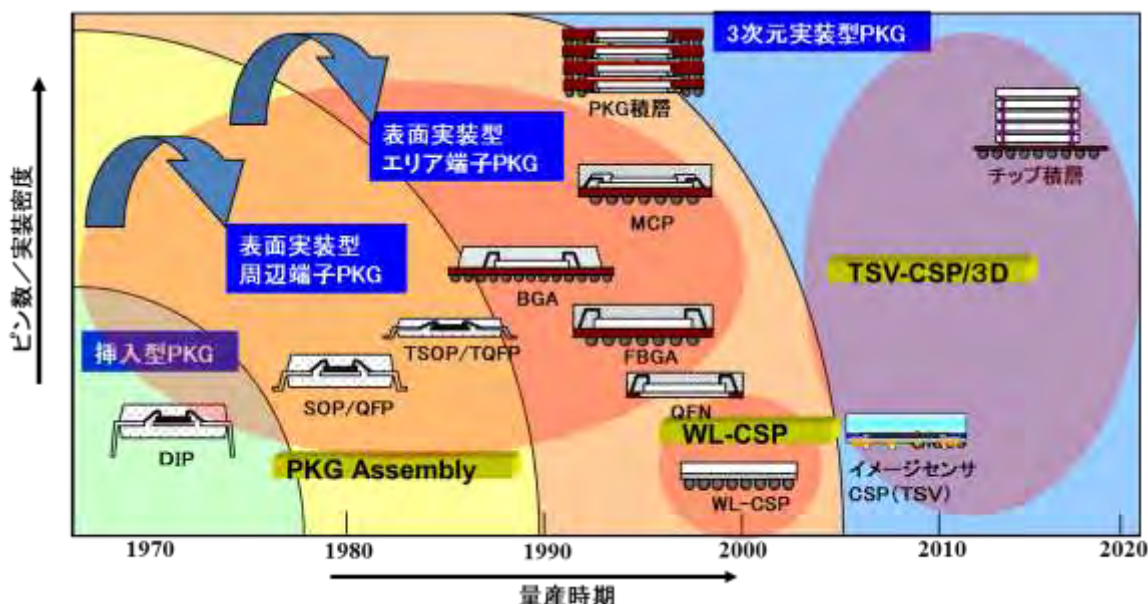 3次元実装型PKG
PKG積層
表面実装型
エリア端子PKG
チップ積層
MCP
表面実装型
周辺端子PKG
TSV-CSP/3D
BGA
TSOP/TQFP
FBGA
挿入型PKG
SOP/QFP
QFN
WL-CSP
DIP
PKG Assembly
イメージセンサ
CSP(TSV)
WL-CSP
ピン数/実装密度
1970
1980
1990
2000
2010
2020
量産時期